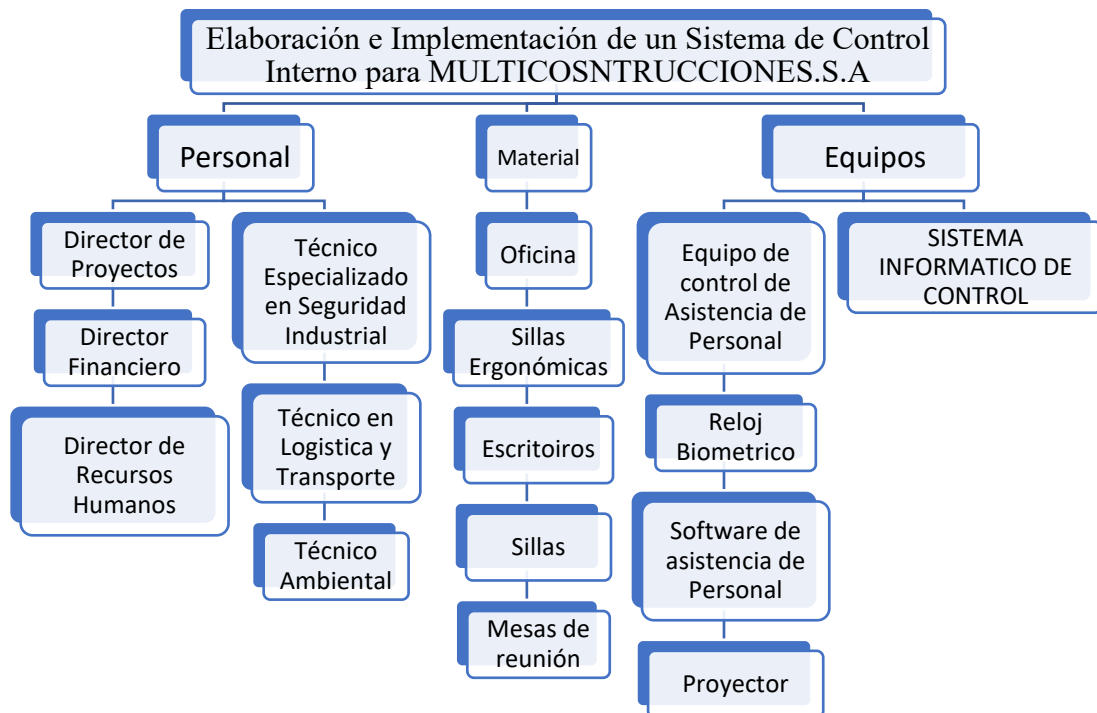 Elaboración e Implementación de un Sistema de Control
Interno para MULTICOSNTRUCCIONES.S.A
Personal
Director de
Proyectos
Director
Financiero
Director de
Recursos
Humanos
Técnico
Especializado
en Seguridad
Industrial
Técnico en
Logistica y
Transporte
Técnico
Ambiental
Material
Oficina
Sillas
Ergonómicas
Escritoiros
Sillas
Mesas de
reunión
Equipos
Equipo de
control de
Asistencia de
Personal
Reloj
Biometrico
Software de
asistencia de
Personal
Proyector
SISTEMA
INFORMATICO DE
CONTROL